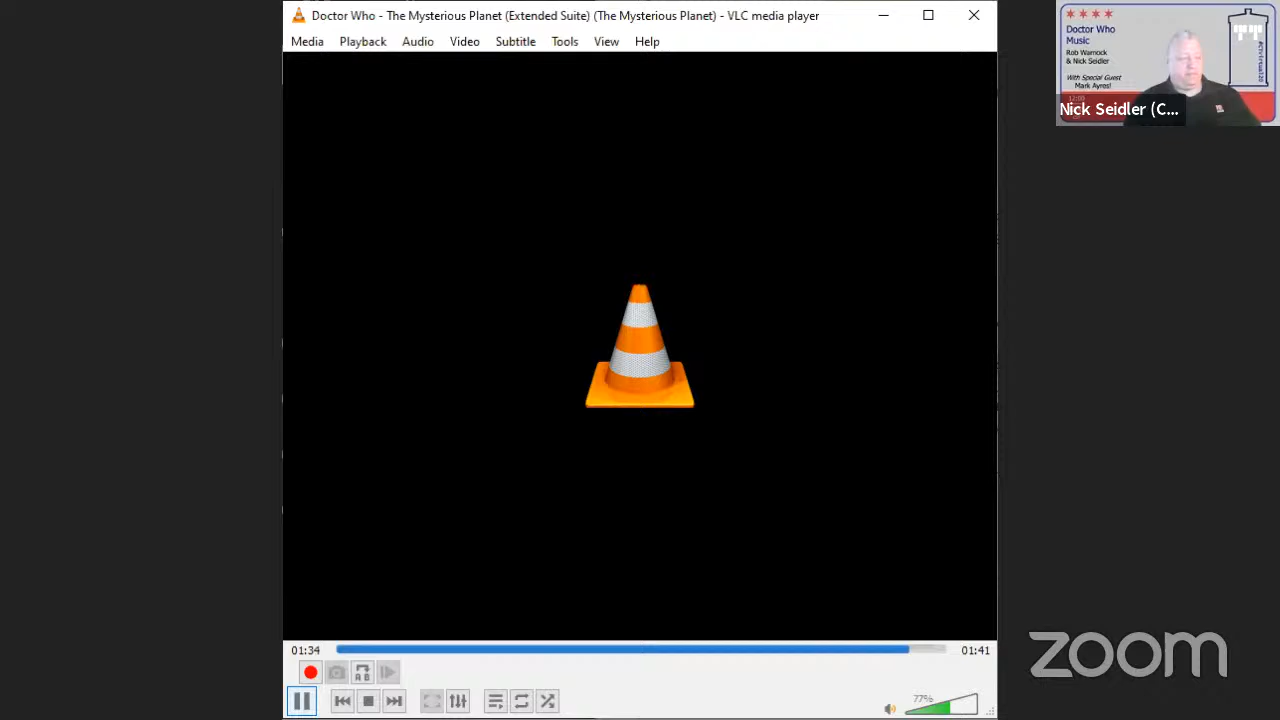 Doctor Who - The Mysterious Planet (Extended Suite) (The Mysterious Planet) - VLC media player
Media Playback Audio Video Subtitle Tools View Help
Doctor Who
Music
Rob Warnock
& Nick Seidler
With Special Guest
Mark Ayres!
Nick Seidler (C...
01:34
01:41
A B
77%
zoom